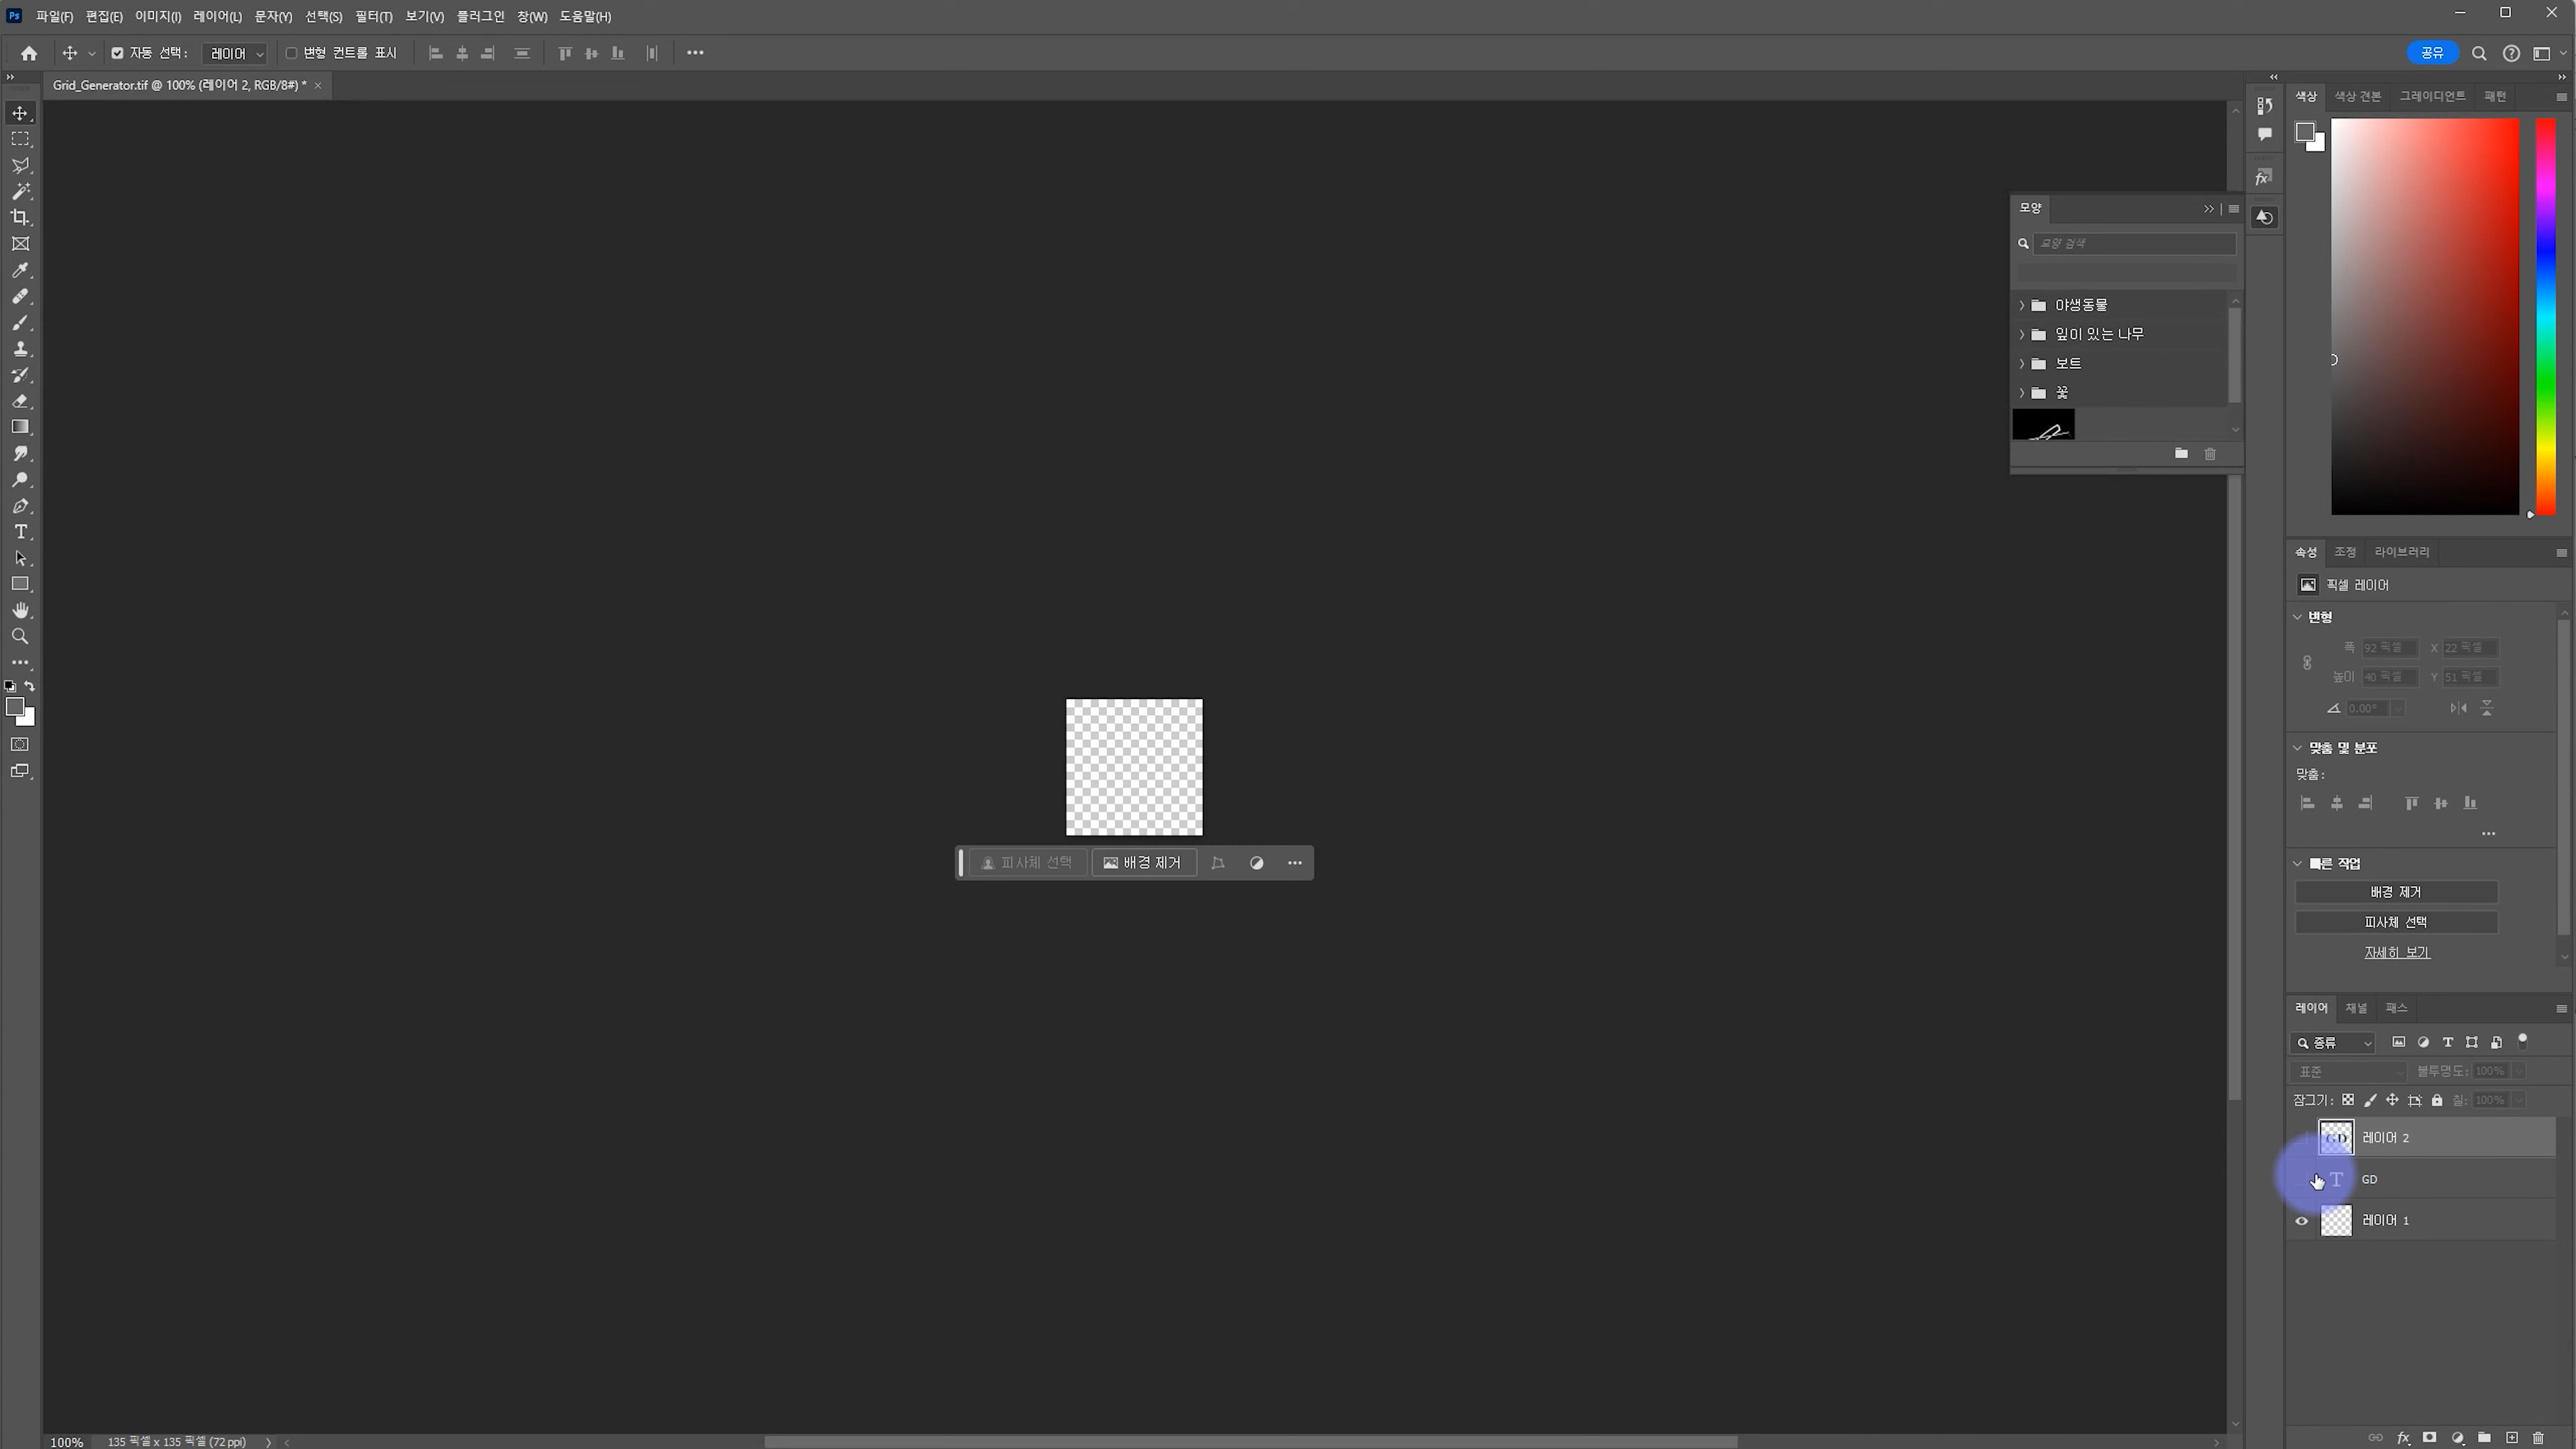 Ps 파일(F) 편집(E) 이미지(I) 레이어(L) 문자(Y) 선택(S) 필터(T) 보기(V) 플러그인 창(W) 도움말(H)
자동 선택: 레이어 변형 컨트롤 표시 공유
Grid_Generator.tif @ 100% (레이어 2, RGB/8#) *
색상 색상 견본 그레이디언트 패턴
모양
모양 검색
야생동물
잎이 있는 나무
보트
꽃
속성 조정 라이브러리
픽셀 레이어
변형
폭 92 픽셀 X 22 픽셀
높이 40 픽셀 Y 51 픽셀
0.00°
맞춤 및 분포
맞춤:
피사체 선택 배경 제거
빠른 작업
배경 제거
피사체 선택
자세히 보기
레이어 채널 패스
종류
표준 불투명도: 100%
잠그기: 칠: 100%
GD 레이어 2
T GD
레이어 1
100% 135 픽셀 x 135 픽셀 (72 ppi)